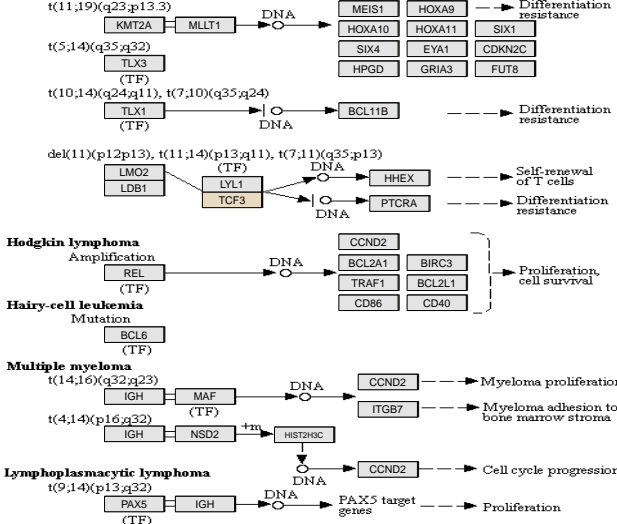 t(11;19)(q23;p13.3)
KMT2A MLLT1 DNA MEIS1 HOXA9 Differentiation resistance
HOXA10 HOXA11 SIX1
t(5;14)(q35;q32)
SIX4 EYA1 CDKN2C
TLX3
(TF)
HPGD GRIA3 FUT8
t(10;14)(q24;q11), t(7;10)(q35;q24)
TLX1
(TF)
DNA
BCL11B
Differentiation
resistance
del(11)(p12p13), t(11;14)(p13;q11), t(7;11)(q35;p13)
(TF)
LMO2
LDB1
LYL1
TCF3
DNA
HHEX
Self-renewal
of T cells
DNA
PTCRA
Differentiation
resistance
Hodgkin lymphoma
Amplification
REL
(TF)
DNA
CCND2
BCL2A1 BIRC3
TRAF1 BCL2L1
CD86 CD40
Proliferation,
cell survival
Hairy-cell leukemia
Mutation
BCL6
(TF)
Multiple myeloma
t(14;16)(q32;q23)
IGH MAF
(TF)
DNA
CCND2
Myeloma proliferation
ITGB7
Myeloma adhesion to
bone marrow stroma
t(4;14)(p16;q32)
IGH NSD2 +m HIST2H3C
DNA
CCND2
Cell cycle progression
Lymphoplasmacytic lymphoma
t(9;14)(p13;q32)
PAX5 IGH
(TF)
DNA
PAX5 target
genes
Proliferation